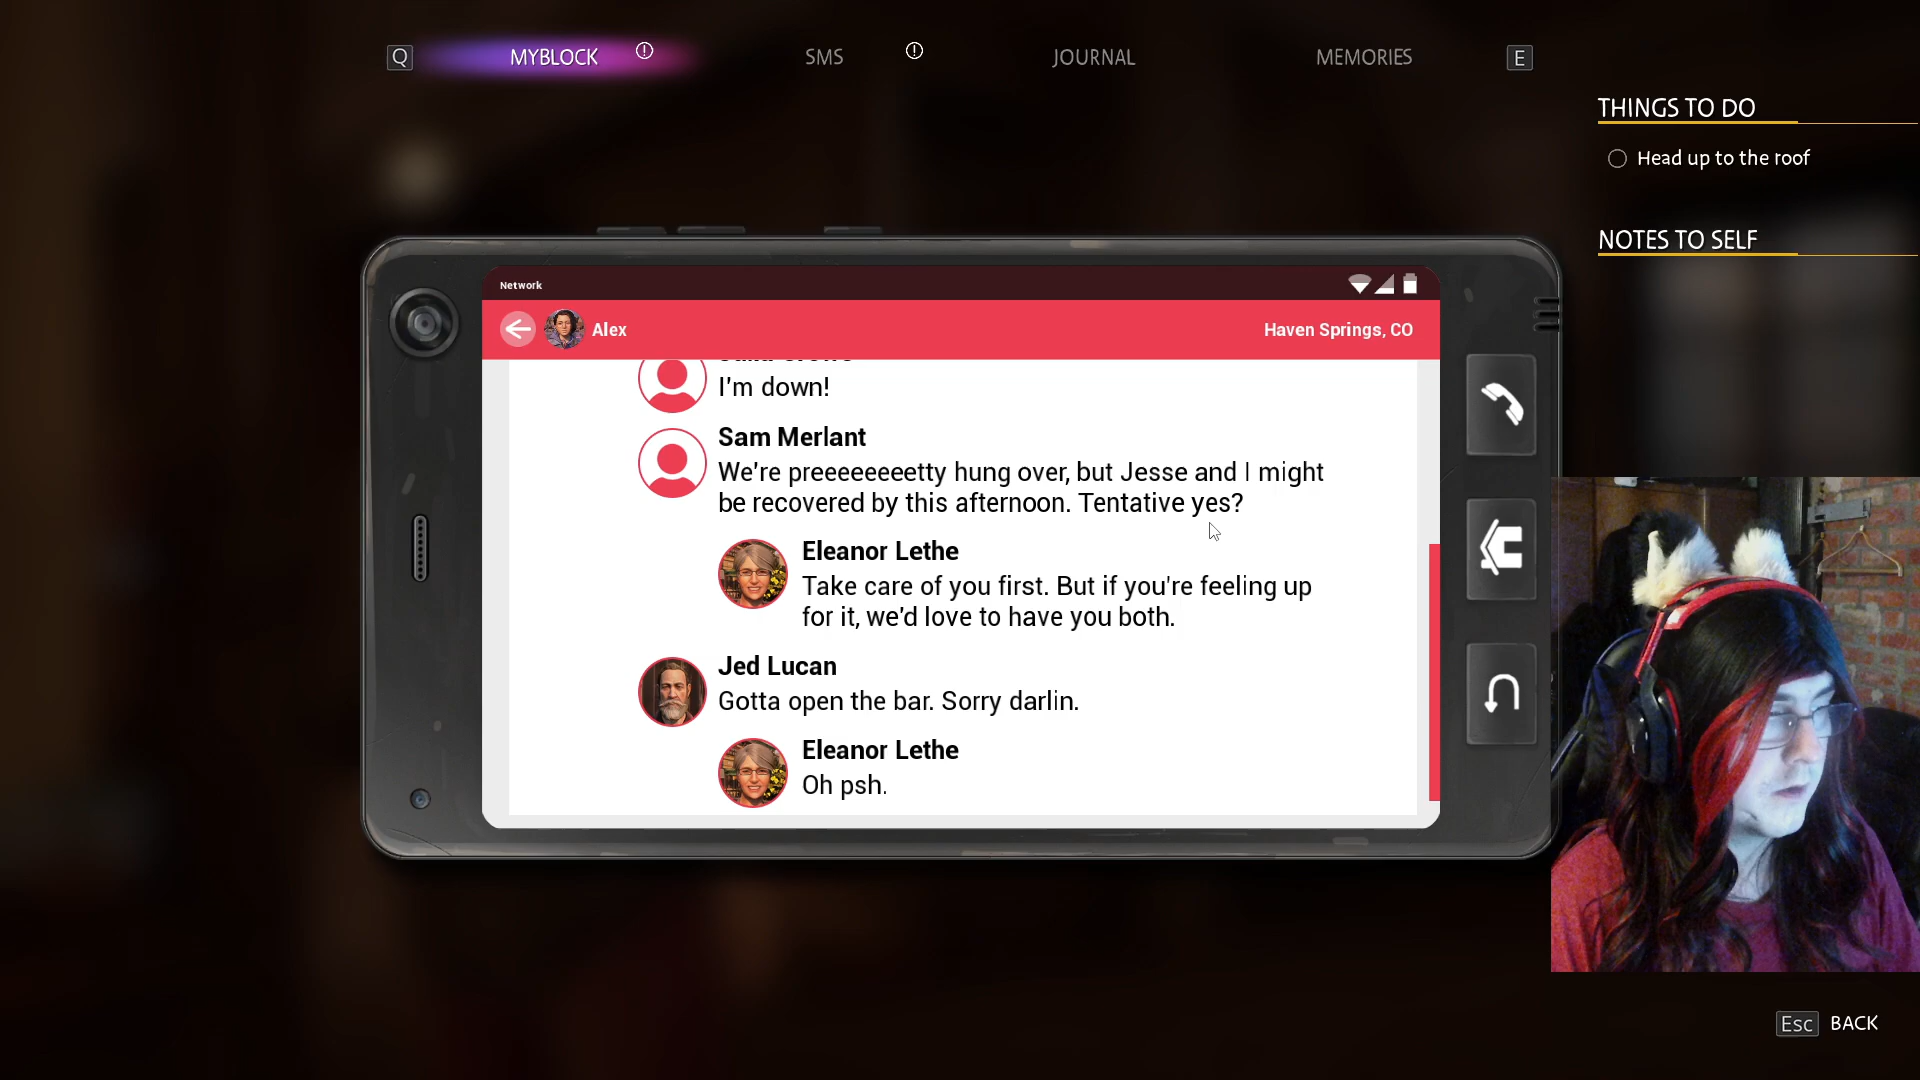 Q
MYBLOCK
SMS
JOURNAL
MEMORIES
E
THINGS TO DO
Head up to the roof
NOTES TO SELF
Network
Alex
Haven Springs, CO
I'm down!
Sam Merlant
We're preeeeeeeetty hung over, but Jesse and I might
be recovered by this afternoon. Tentative yes?
Eleanor Lethe
Take care of you first. But if you're feeling up
for it, we'd love to have you both.
Jed Lucan
Gotta open the bar. Sorry darlin.
Eleanor Lethe
Oh psh.
Esc BACK